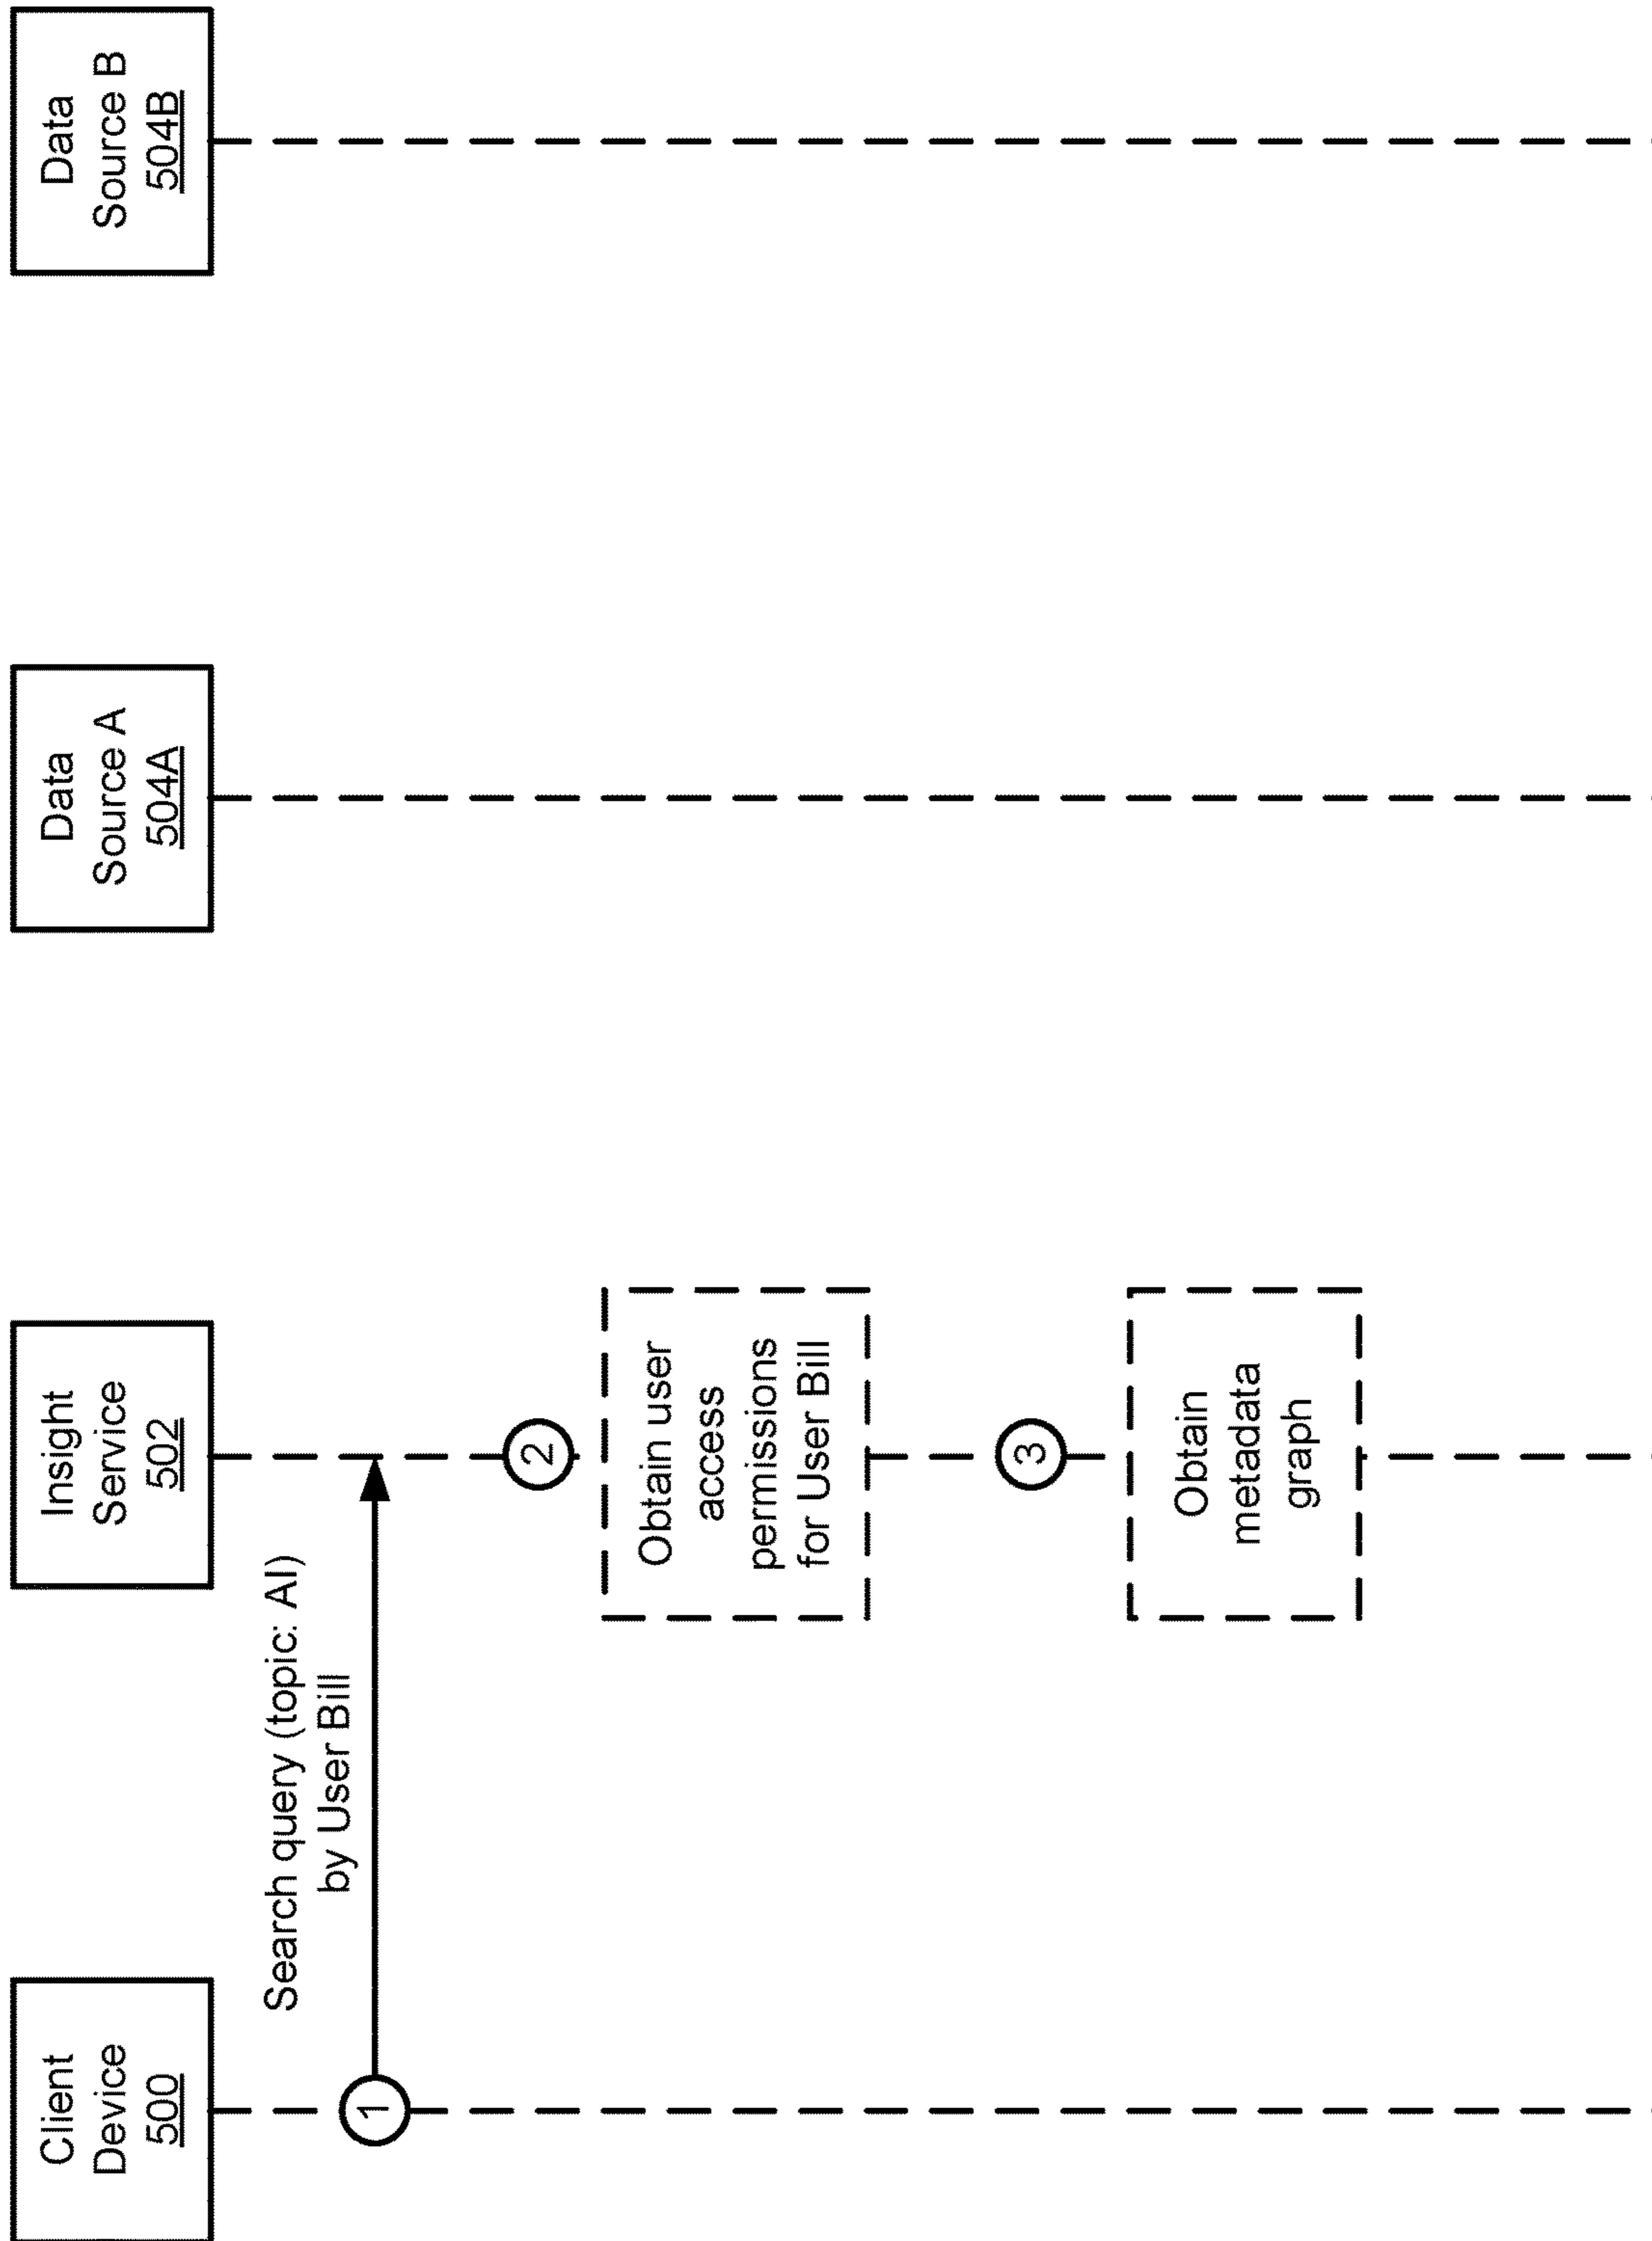 Client
Device
500
Insight
Service
502
Data
Source A
504A
Data
Source B
504B
Search query (topic: AI)
by User Bill
1
2
Obtain user
access
permissions
for User Bill
3
Obtain
metadata
graph